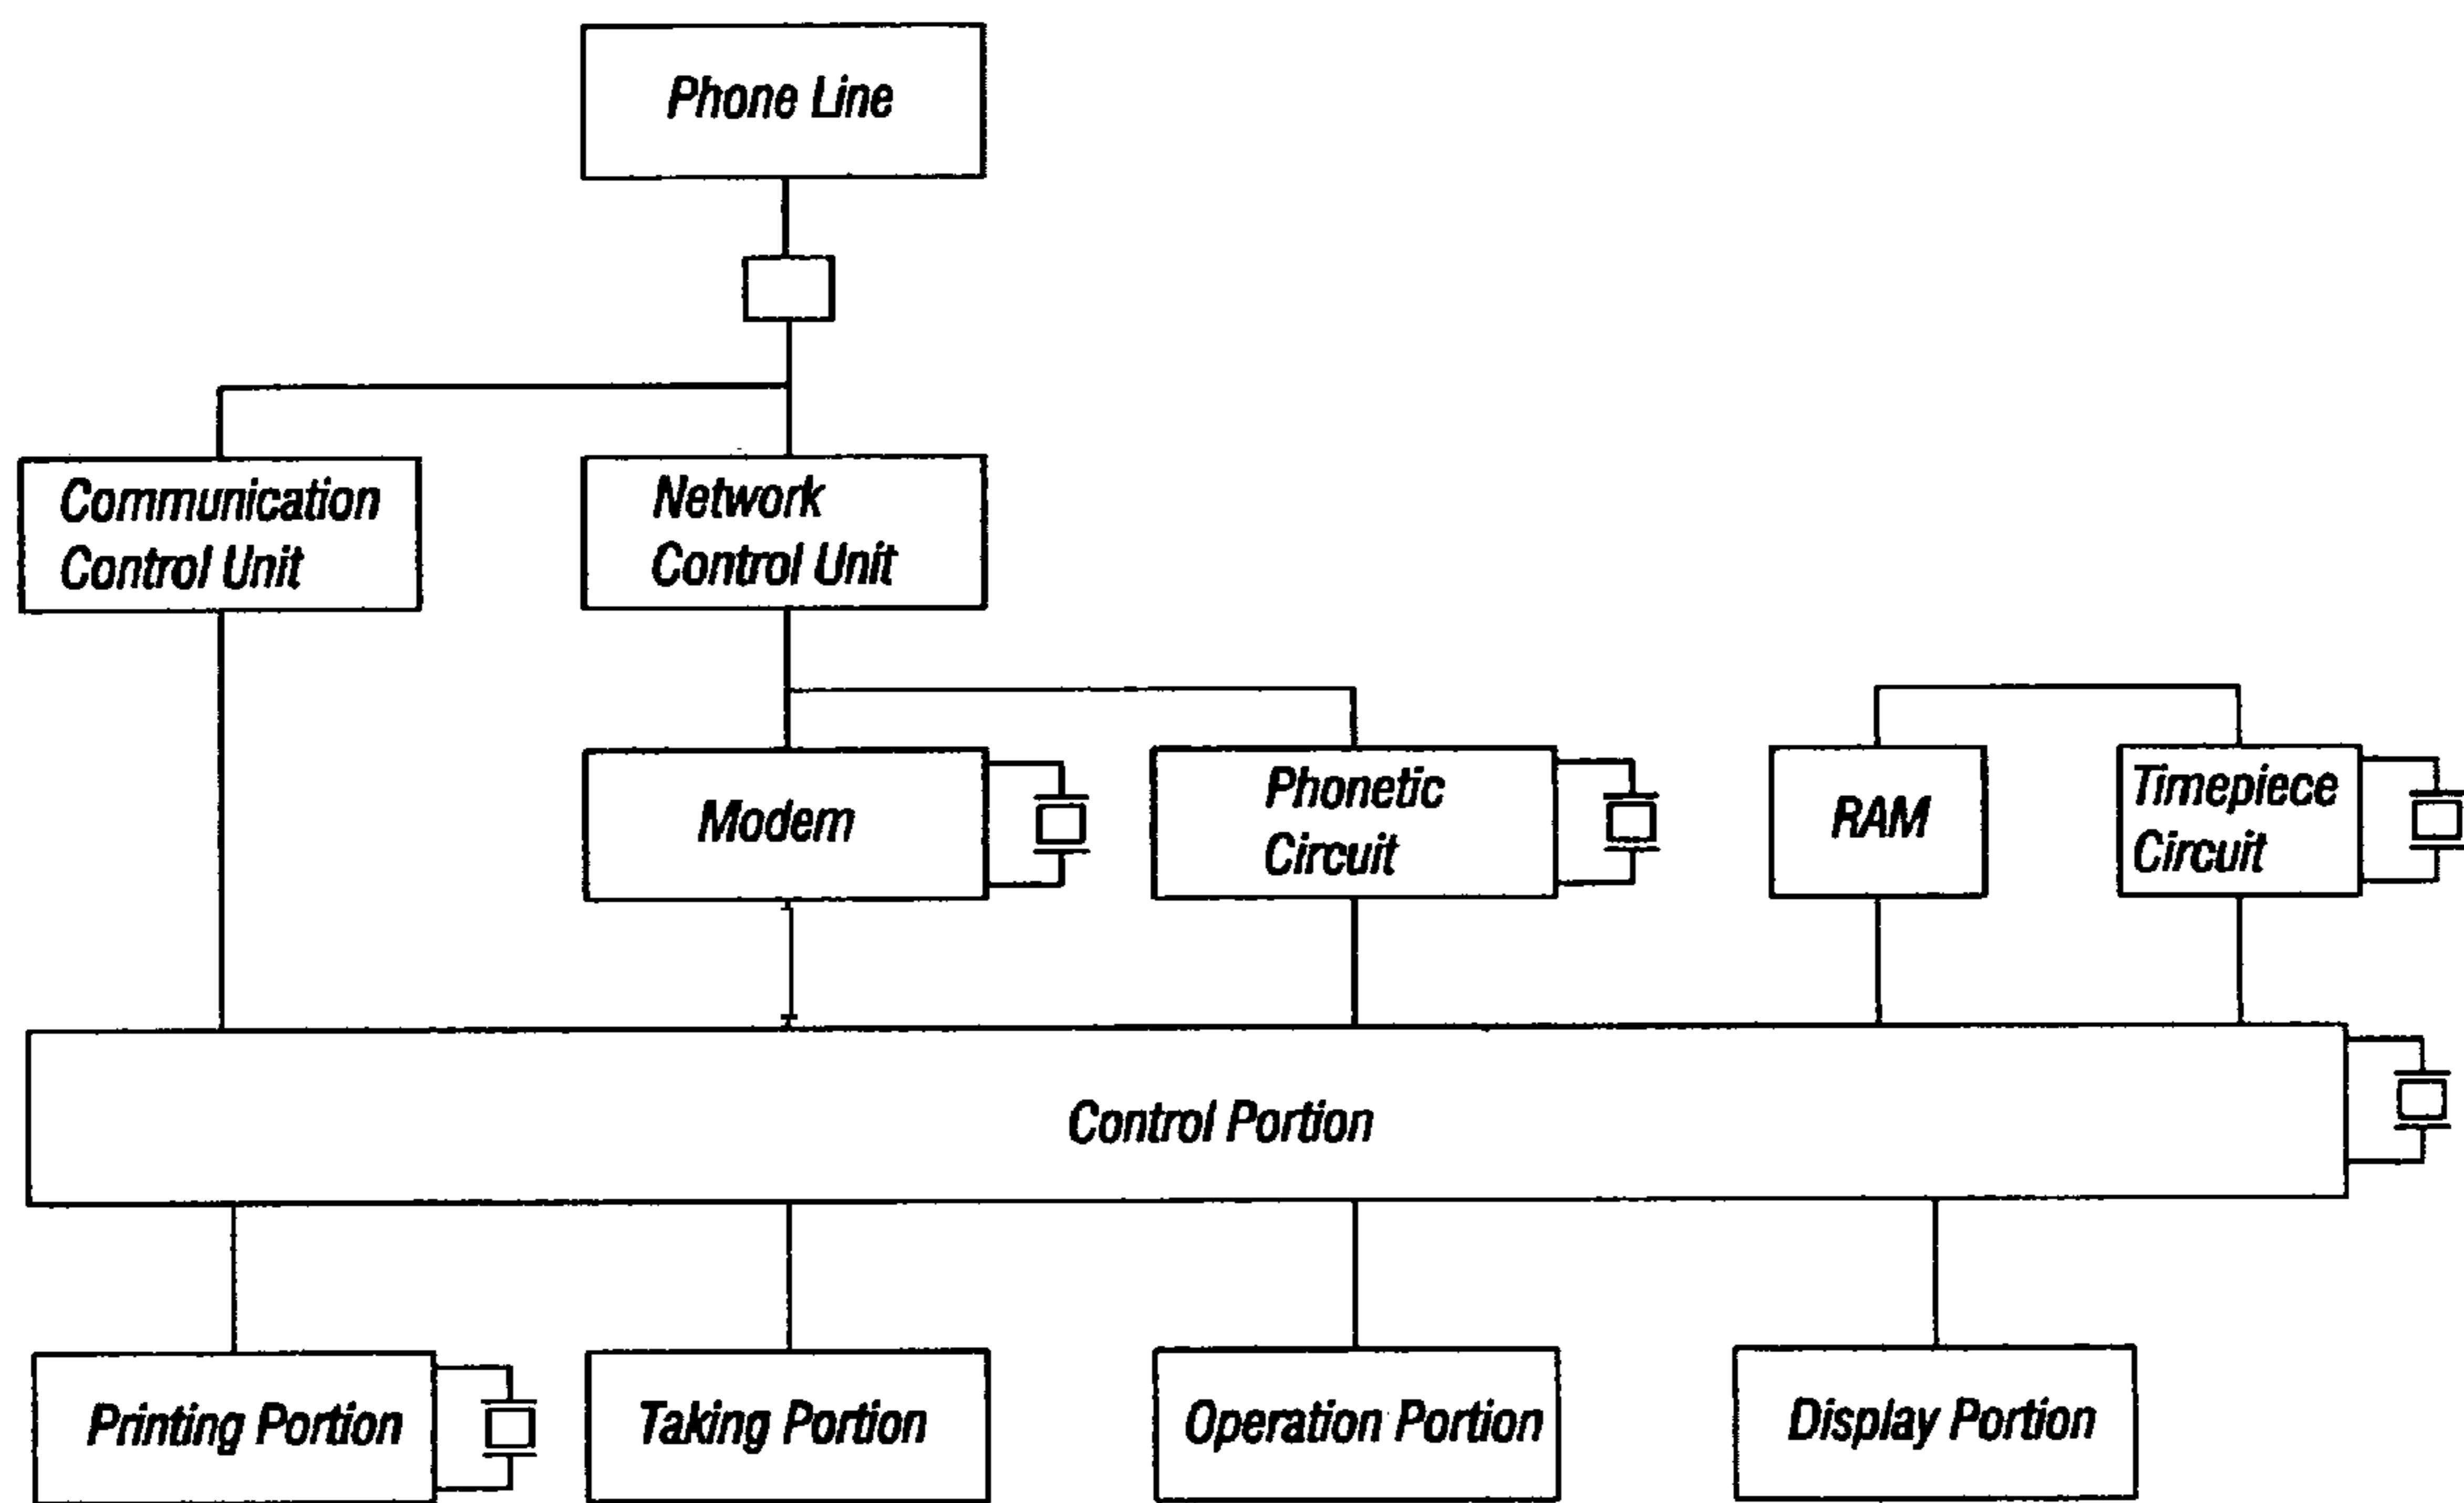 Phone Line
Communication
Control Unit
Network
Control Unit
Modem
Phonetic
Circuit
RAM
Timepiece
Circuit
Control Portion
Printing Portion
Taking Portion
Operation Portion
Display Portion